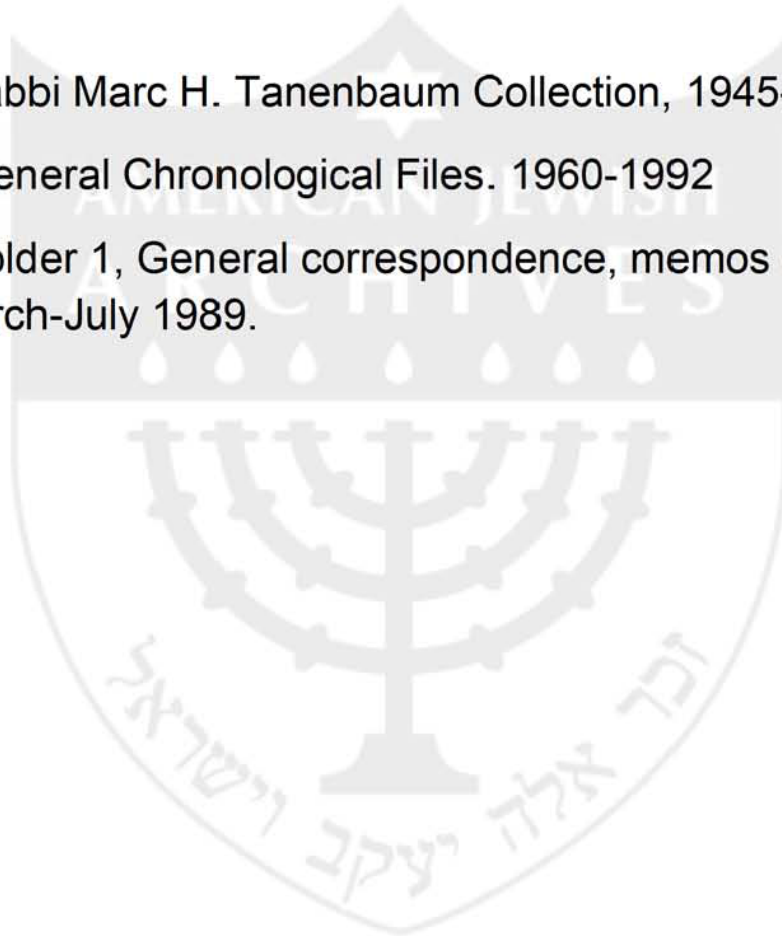 abbi Marc H. Tanenbaum Collection, 1945-
eneral Chronological Files. 1960-1992
AMERICAN JEWISH
older 1, General correspondence, memos
ARCHIVES
rch-July 1989.
זכר אלה יעקב וישראל